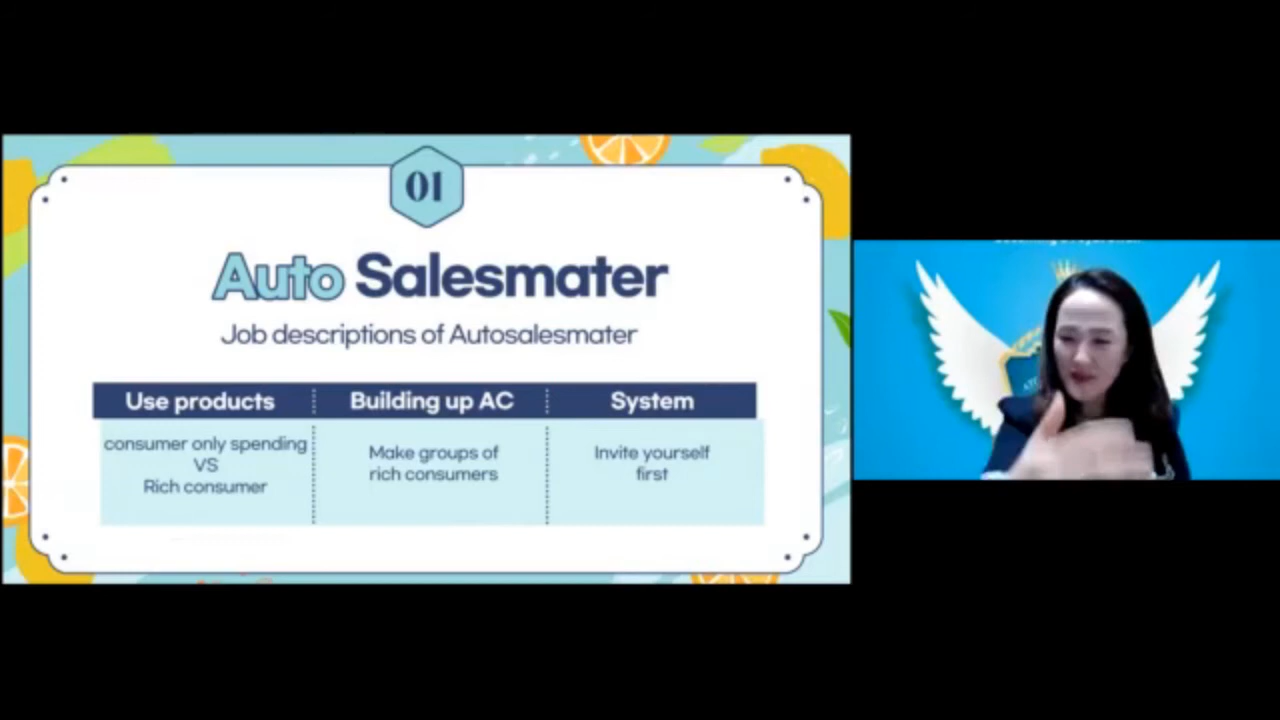 01
Auto Salesmater
Job descriptions of Autosalesmater
Use products
Building up AC
System
consumer only spending
VS
Rich consumer
Make groups of
rich consumers
Invite yourself
first